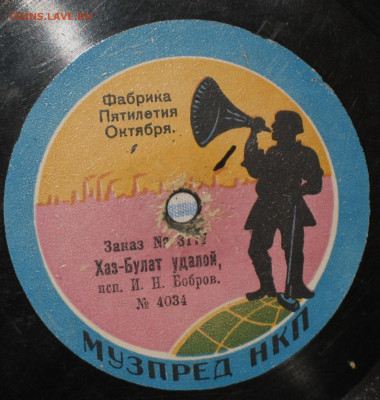 COINS.LAVE.RU
Фабрика
Пятилетия
Октября.
Заказ №
Хаз-Булат удалой,
исп. И. Н. Бобров.
№ 4034
МУЗПРЕД НКП